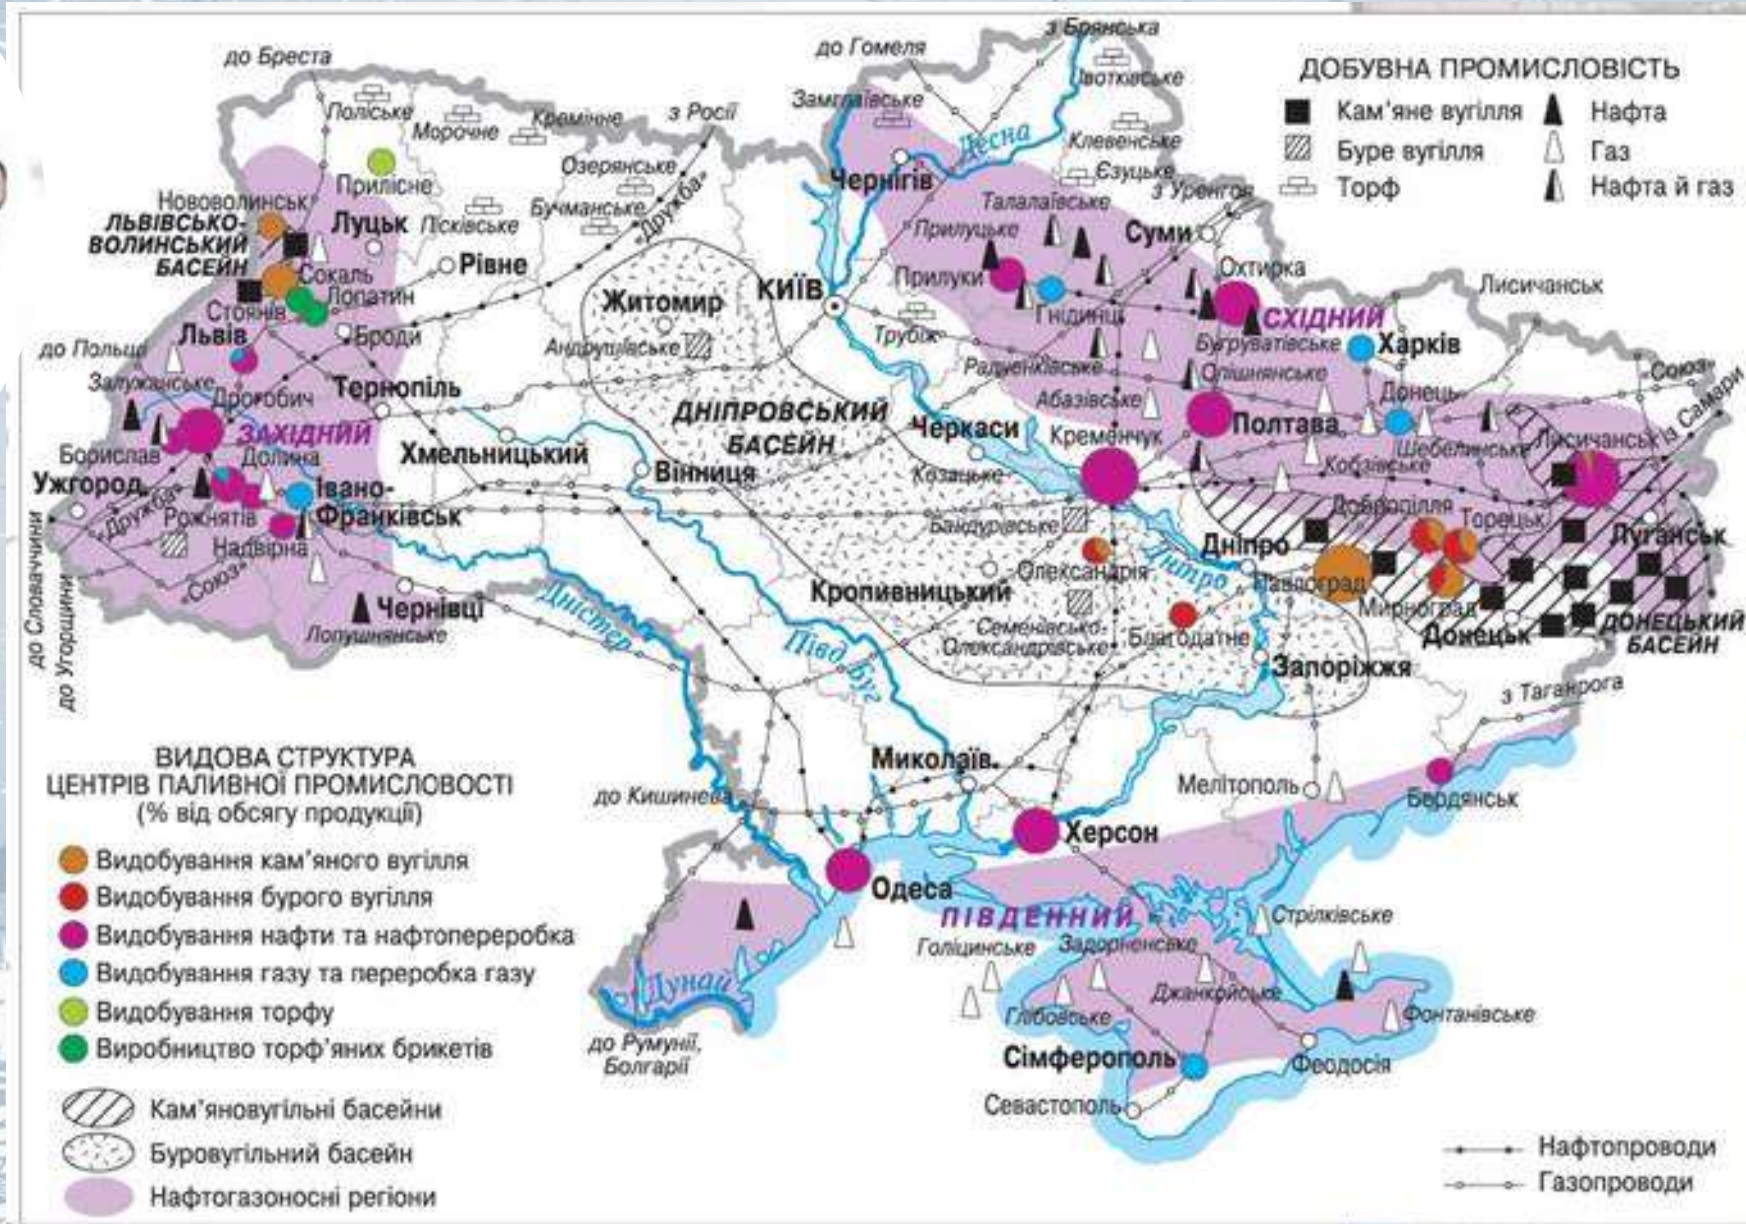 ДОБУВНА ПРОМИСЛОВІСТЬ
Кам'яне вугілля
Нафта
Буре вугілля
Газ
Торф
Нафта й газ
до Бреста
до Гомеля
з Брянська
Поліське
Морочне
Кремінне
з Росії
Замглаївське
Клевенське
Десна
Єзуцьке
з Уренгоя
Озерянське
Бучманське
«Дружба»
Прилісне
Пісківське
Чернігів
Талалаївське
Прилуцьке
Суми
Нововолинськ
ЛЬВІВСЬКО-
ВОЛИНСЬКИЙ
БАСЕЙН
Луцьк
Рівне
Сокаль
Лопатин
Стоянів
Броди
Львів
до Польщі
Залужанське
Дрогобич
Тернопіль
ЗАХІДНИЙ
Борислав
Долина
Ужгород
«Дружба»
Рожнятів
Івано-
Франківськ
Надвірна
«Союз»
Чернівці
Лопушнянське
до Словаччини
до Угорщини
Хмельницький
Вінниця
Житомир
КИЇВ
Андрушівське
Трубіж
Прилуки
Гнідинці
Охтирка
СХІДНИЙ
Лисичанськ
Бугруватівське
Харків
Радченківське
Опішнянське
Абазівське
Донець
«Союз»
із Самари
ДНІПРОВСЬКИЙ
БАСЕЙН
Черкаси
Кременчук
Полтава
Шебелинське
Лисичанськ
Козацьке
Кобзівське
Бандурівське
Добропілля
Торецьк
Луганськ
Дніпро
Дніпро
Павлоград
Мирноград
Олександрія
Кропивницький
Семенівсько-
Олександрівське
Благодатне
Донецьк
ДОНЕЦЬКИЙ
БАСЕЙН
Запоріжжя
Дністер
Півд. Буг
з Таганрога
Миколаїв
Мелітополь
Бердянськ
до Кишинева
Херсон
Одеса
ПІВДЕННИЙ
Стрілківське
Голіцинське
Задорненське
Джанкойське
Глібовське
Фонтанівське
Дунай
до Румунії,
Болгарії
Сімферополь
Феодосія
Севастополь
ВИДОВА СТРУКТУРА
ЦЕНТРІВ ПАЛИВНОЇ ПРОМИСЛОВОСТІ
(% від обсягу продукції)
Видобування кам'яного вугілля
Видобування бурого вугілля
Видобування нафти та нафтопереробка
Видобування газу та переробка газу
Видобування торфу
Виробництво торф'яних брикетів
Кам'яновугільні басейни
Буровугільний басейн
Нафтогазоносні регіони
Нафтопроводи
Газопроводи